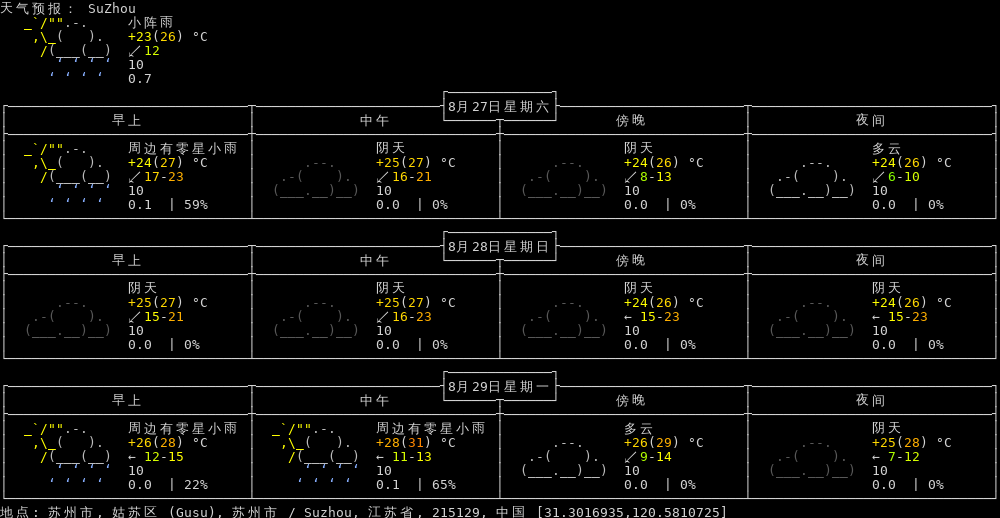 天气预报： SuZhou
小阵雨
+23(26) °C
↙ 12
10
0.7
8月27日星期六
早上 中午 傍晚 夜间
周边有零星小雨 阴天 阴天 多云
+24(27) °C +25(27) °C +24(26) °C +24(26) °C
↙ 17-23 ↙ 16-21 ↙ 8-13 ↙ 6-10
10 10 10 10
0.1 | 59% 0.0 | 0% 0.0 | 0% 0.0 | 0%
8月28日星期日
早上 中午 傍晚 夜间
阴天 阴天 阴天 阴天
+25(27) °C +25(27) °C +24(26) °C +24(26) °C
↙ 15-21 ↙ 16-23 ← 15-23 ← 15-23
10 10 10 10
0.0 | 0% 0.0 | 0% 0.0 | 0% 0.0 | 0%
8月29日星期一
早上 中午 傍晚 夜间
周边有零星小雨 周边有零星小雨 多云 阴天
+26(28) °C +28(31) °C +26(29) °C +25(28) °C
← 12-15 ← 11-13 ↙ 9-14 ← 7-12
10 10 10 10
0.0 | 22% 0.1 | 65% 0.0 | 0% 0.0 | 0%
地点: 苏州市, 姑苏区 (Gusu), 苏州市 / Suzhou, 江苏省, 215129, 中国 [31.3016935,120.5810725]